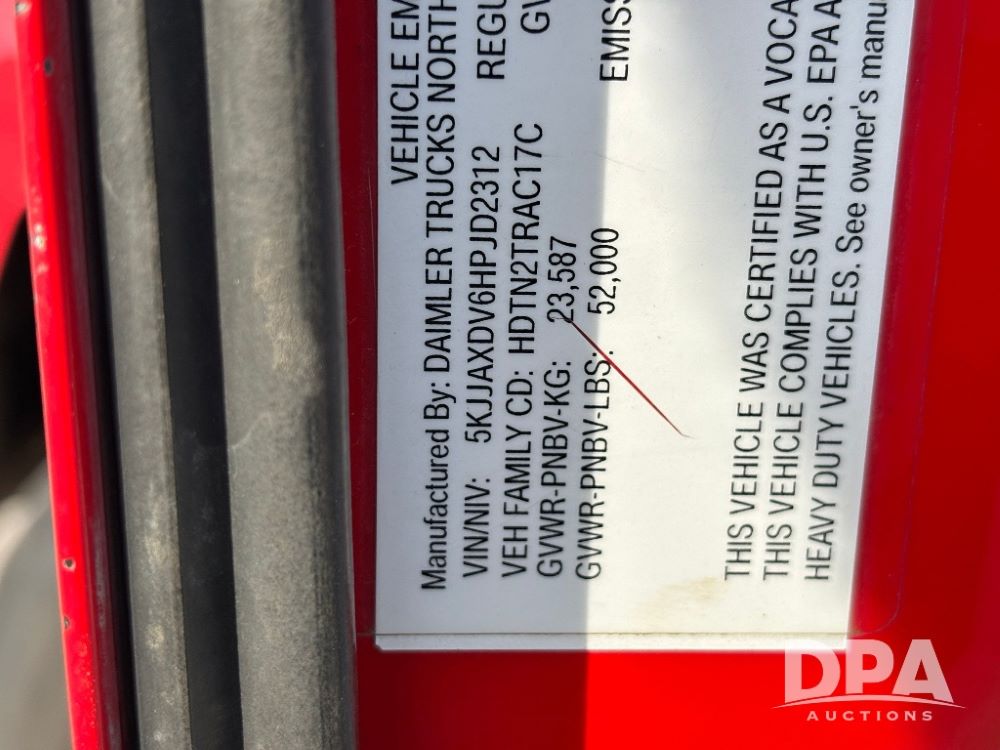 VEHICLE EM
Manufactured By: DAIMLER TRUCKS NORTH
VIN/NIV: 5KJJAXDV6HPJD2312 REGU
VEH FAMILY CD: HDTN2TRAC17C GV
GVWR-PNBV-KG: 23,587
GVWR-PNBV-LBS: 52,000 EMISS
THIS VEHICLE WAS CERTIFIED AS A VOCA
THIS VEHICLE COMPLIES WITH U.S. EPA A
HEAVY DUTY VEHICLES. See owner's manu
DPA
AUCTIONS